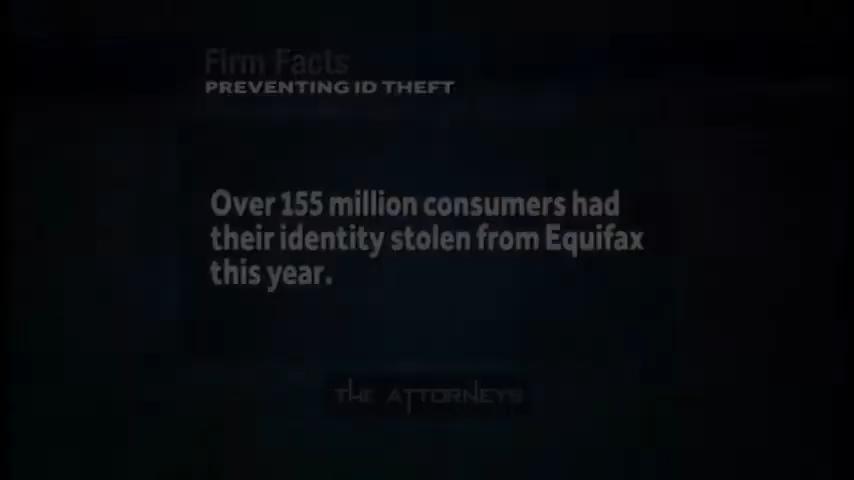 Firm Facts
PREVENTING ID THEFT
Over 155 million consumers had
their identity stolen from Equifax
this year.
THE ATTORNEYS